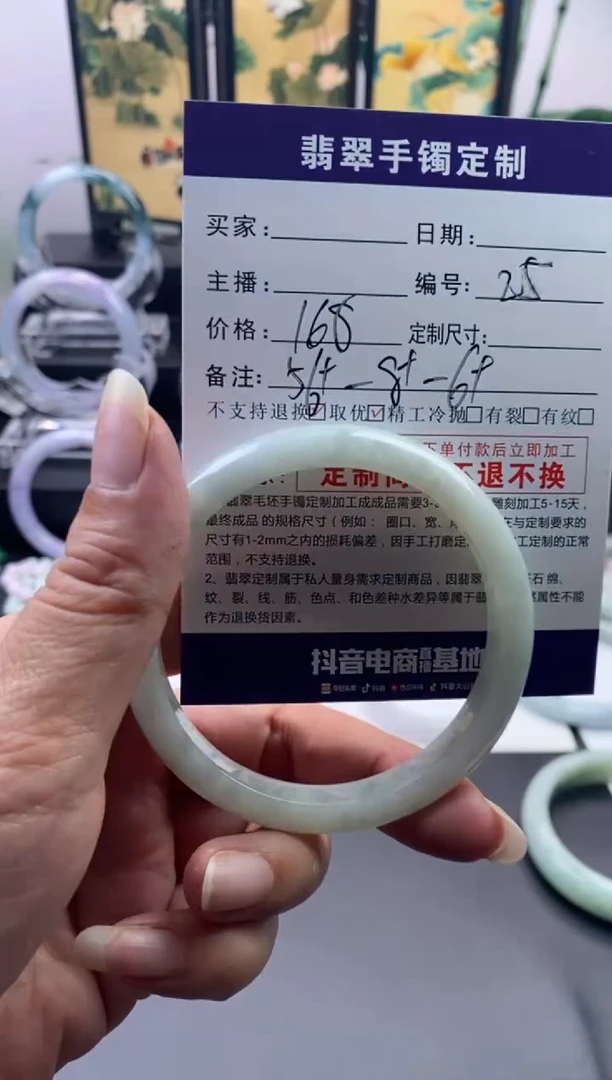 翡翠手镯定制
买家: 日期:
主播: 编号: 25
价格: 168 定制尺寸:
备注:
不支持退换 取优 精工冷抛 有裂 有纹
下单付款后立即加工
定制 退不换
翡翠毛坯手镯定制加工成成品需要3- 雕刻加工5-15天,
最终成品的规格尺寸(例如: 圈口、宽、 与定制要求的
尺寸有1-2mm之内的损耗偏差, 因手工打磨定 工定制的正常
范围, 不支持退换。
2、翡翠定制属于私人量身需求定制商品, 因翡翠 石 绵、
纹、裂、线、筋、色点、和色差种水差异等属于翡 属性不能
作为退换货因素。
抖音电商直播基地
抖音